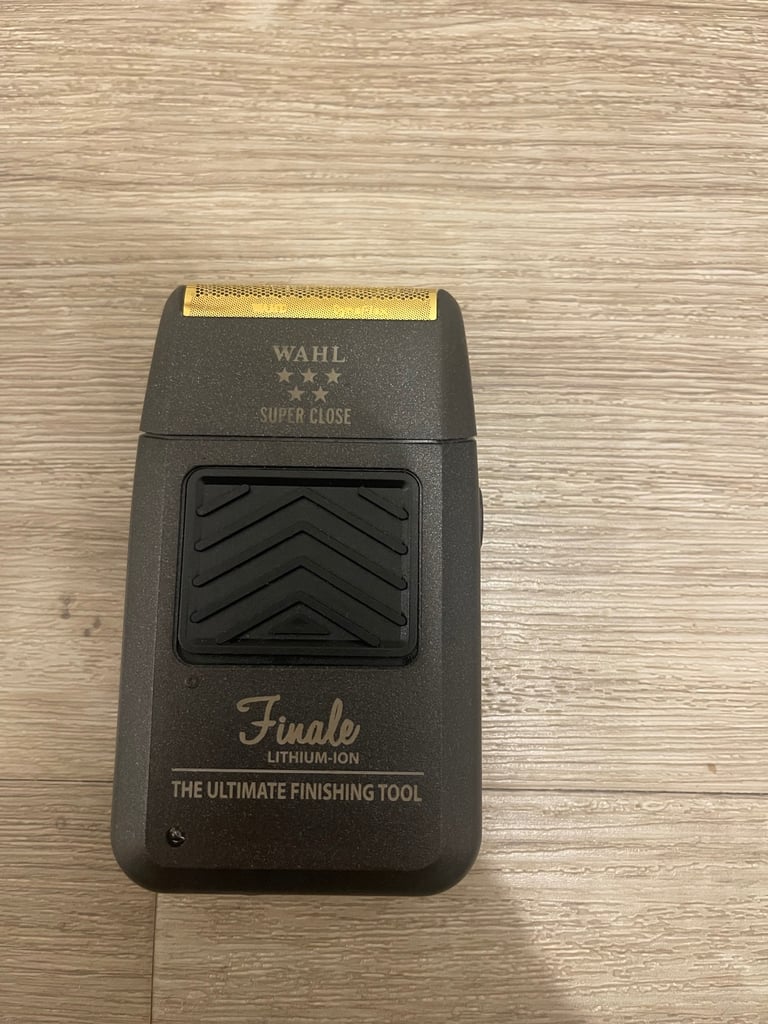 WAHL
SUPER CLOSE
Finale
LITHIUM-ION
THE ULTIMATE FINISHING TOOL